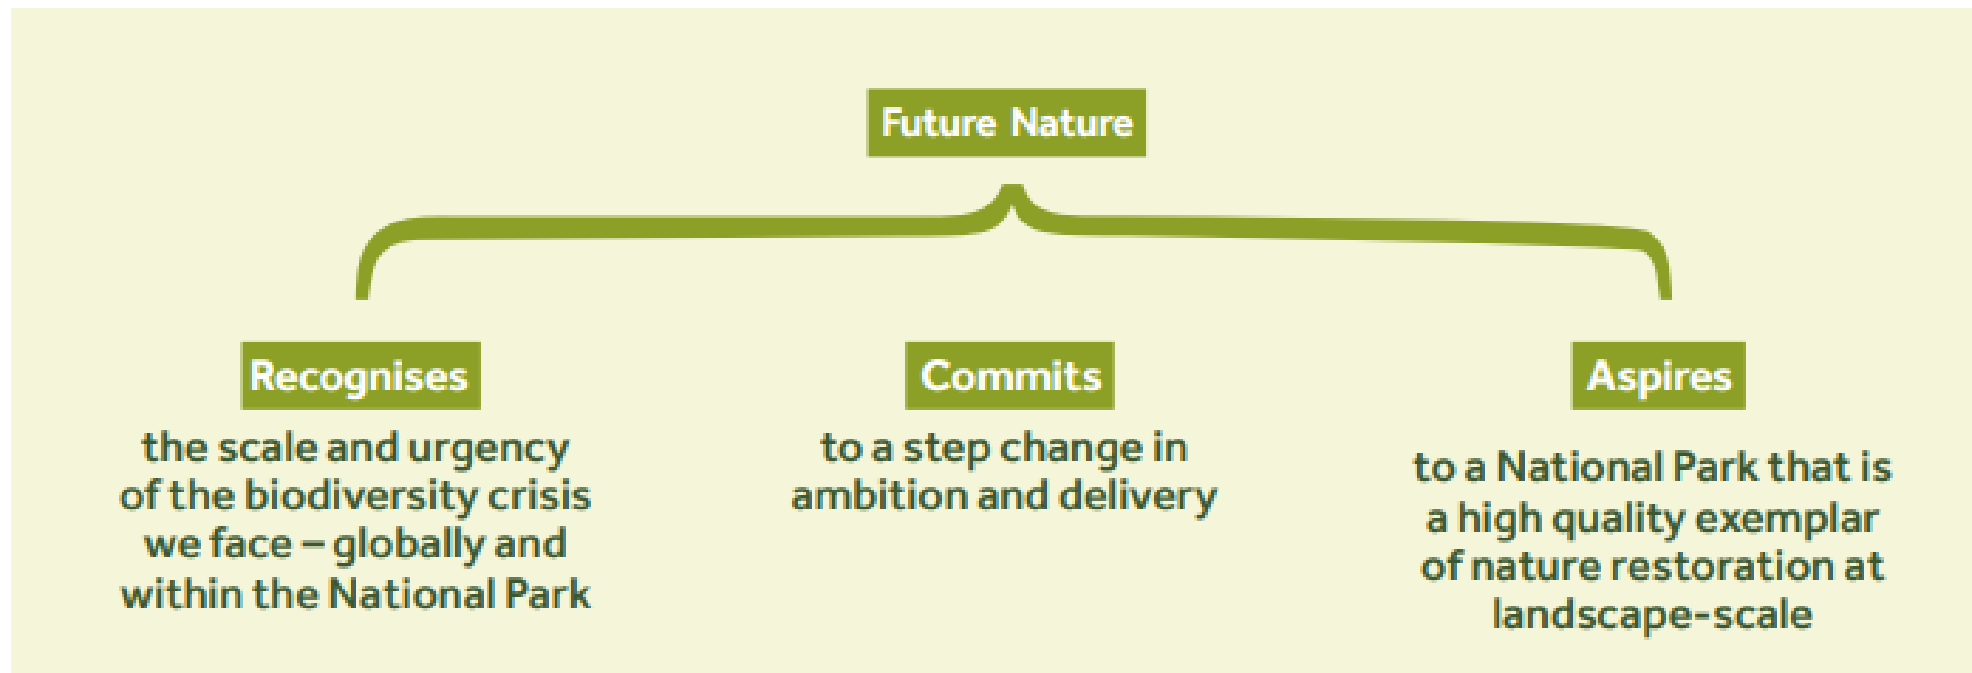 Future Nature
Recognises
the scale and urgency
of the biodiversity crisis
we face – globally and
within the National Park
Commits
to a step change in
ambition and delivery
Aspires
to a National Park that is
a high quality exemplar
of nature restoration at
landscape-scale